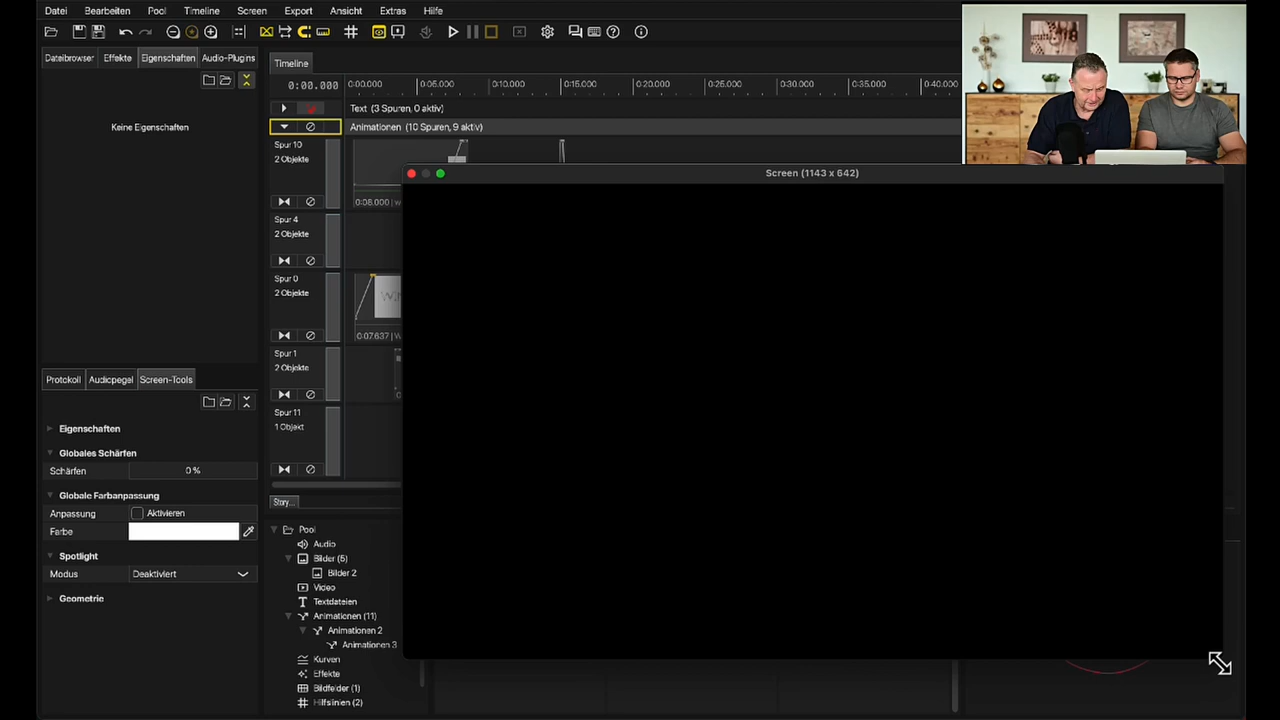 Datei Bearbeiten Pool Timeline Screen Export Ansicht Extras Hilfe
Dateibrowser Effekte Eigenschaften Audio-Plugins
Keine Eigenschaften
Timeline
0:00.000 0:00.000 0:05.000 0:10.000 0:15.000 0:20.000 0:25.000 0:30.000 0:35.000 0:40.000
Text (3 Spuren, 0 aktiv)
Animationen (10 Spuren, 9 aktiv)
Spur 10
2 Objekte
0:08.000
Spur 4
2 Objekte
Spur 0
2 Objekte
0:07.637
Spur 1
2 Objekte
Spur 11
1 Objekt
Screen (1143 x 642)
Protokoll Audiopegel Screen-Tools
Eigenschaften
Globales Schärfen
Schärfen 0 %
Globale Farbanpassung
Anpassung Aktivieren
Farbe
Spotlight
Modus Deaktiviert
Geometrie
Story...
Pool
Audio
Bilder (5)
Bilder 2
Video
Textdateien
Animationen (11)
Animationen 2
Animationen 3
Kurven
Effekte
Bildfelder (1)
Hilfslinien (2)